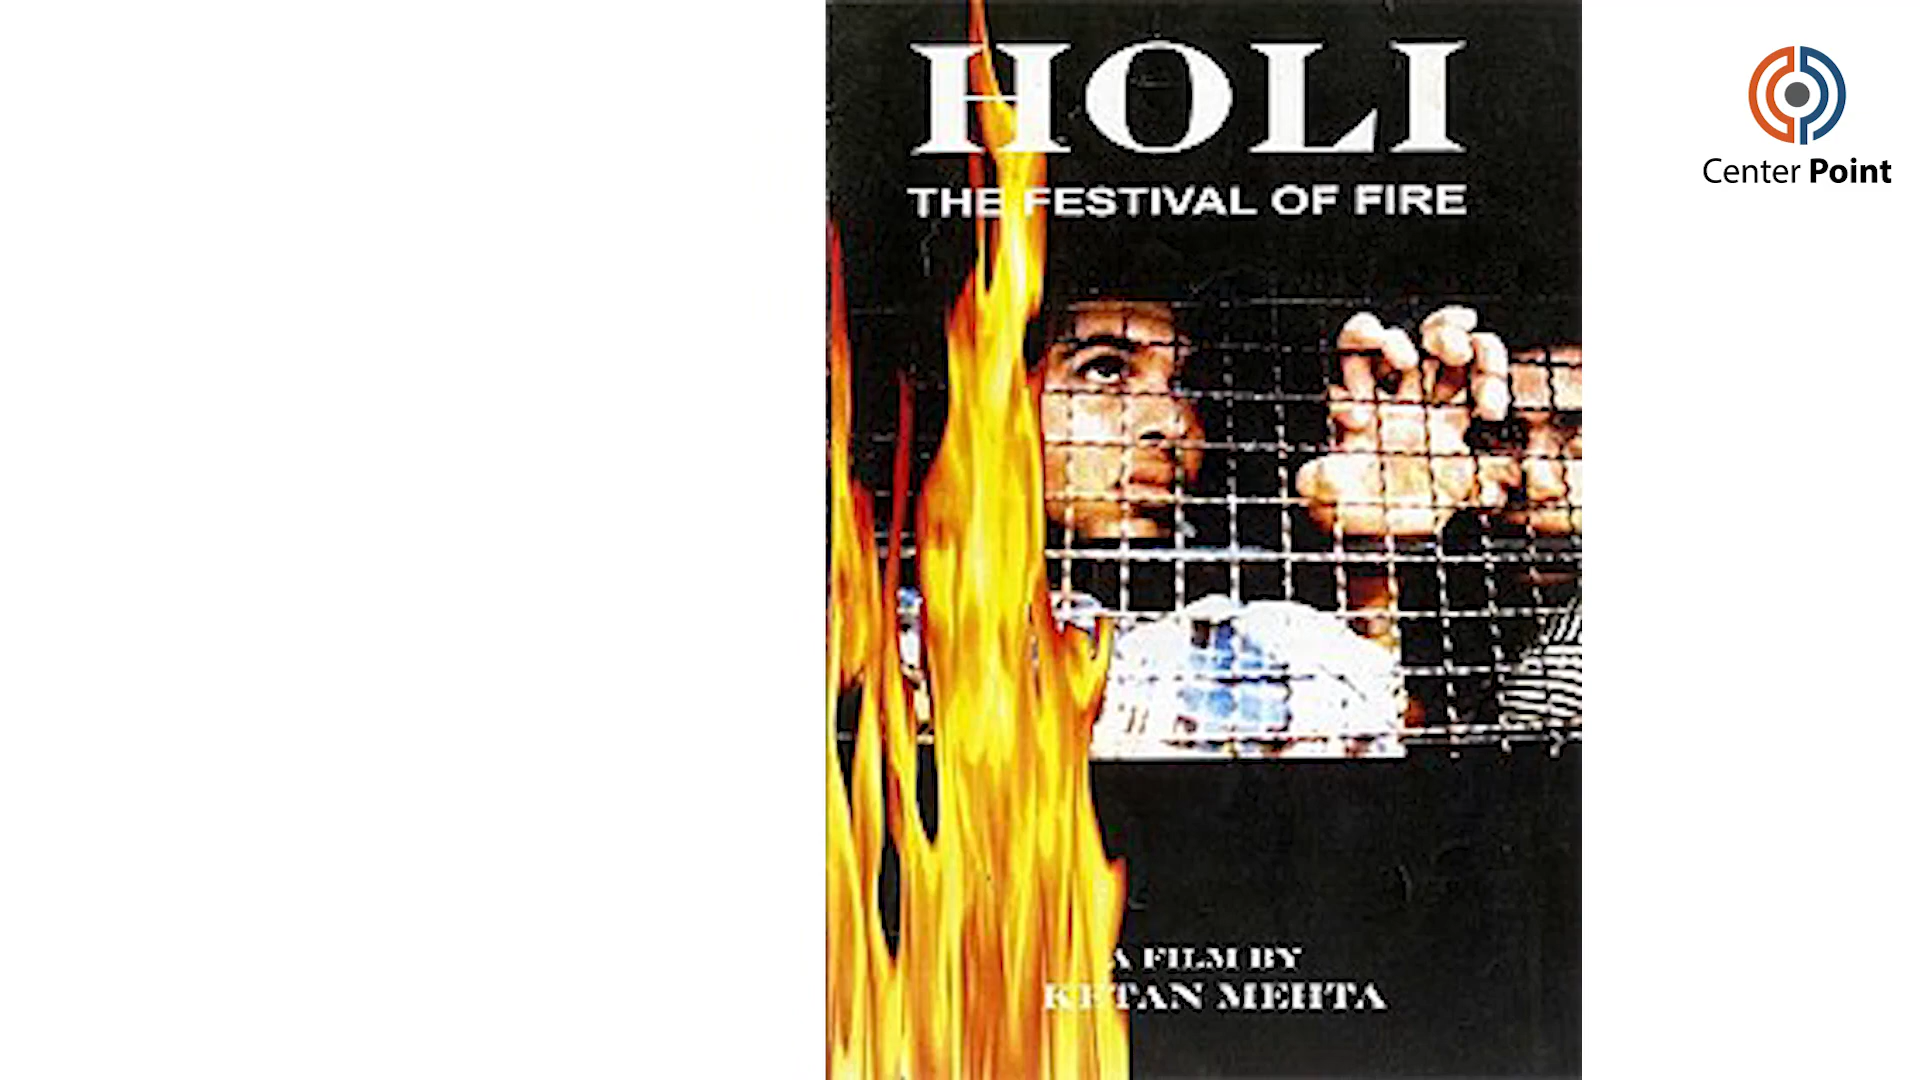 HOLI
THE FESTIVAL OF FIRE
A FILM BY
KETAN MEHTA
Center Point